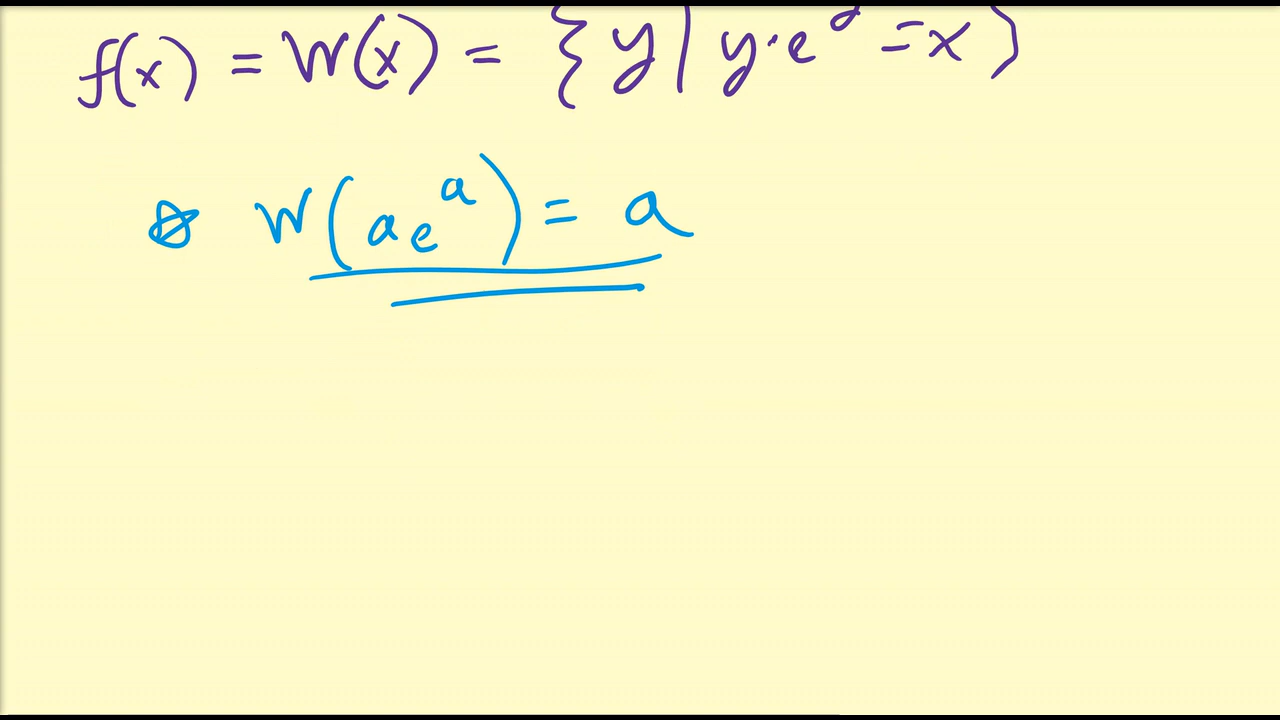 f(x) = W(x) = { y | y·e^y = x }
☆ W(ae^a) = a